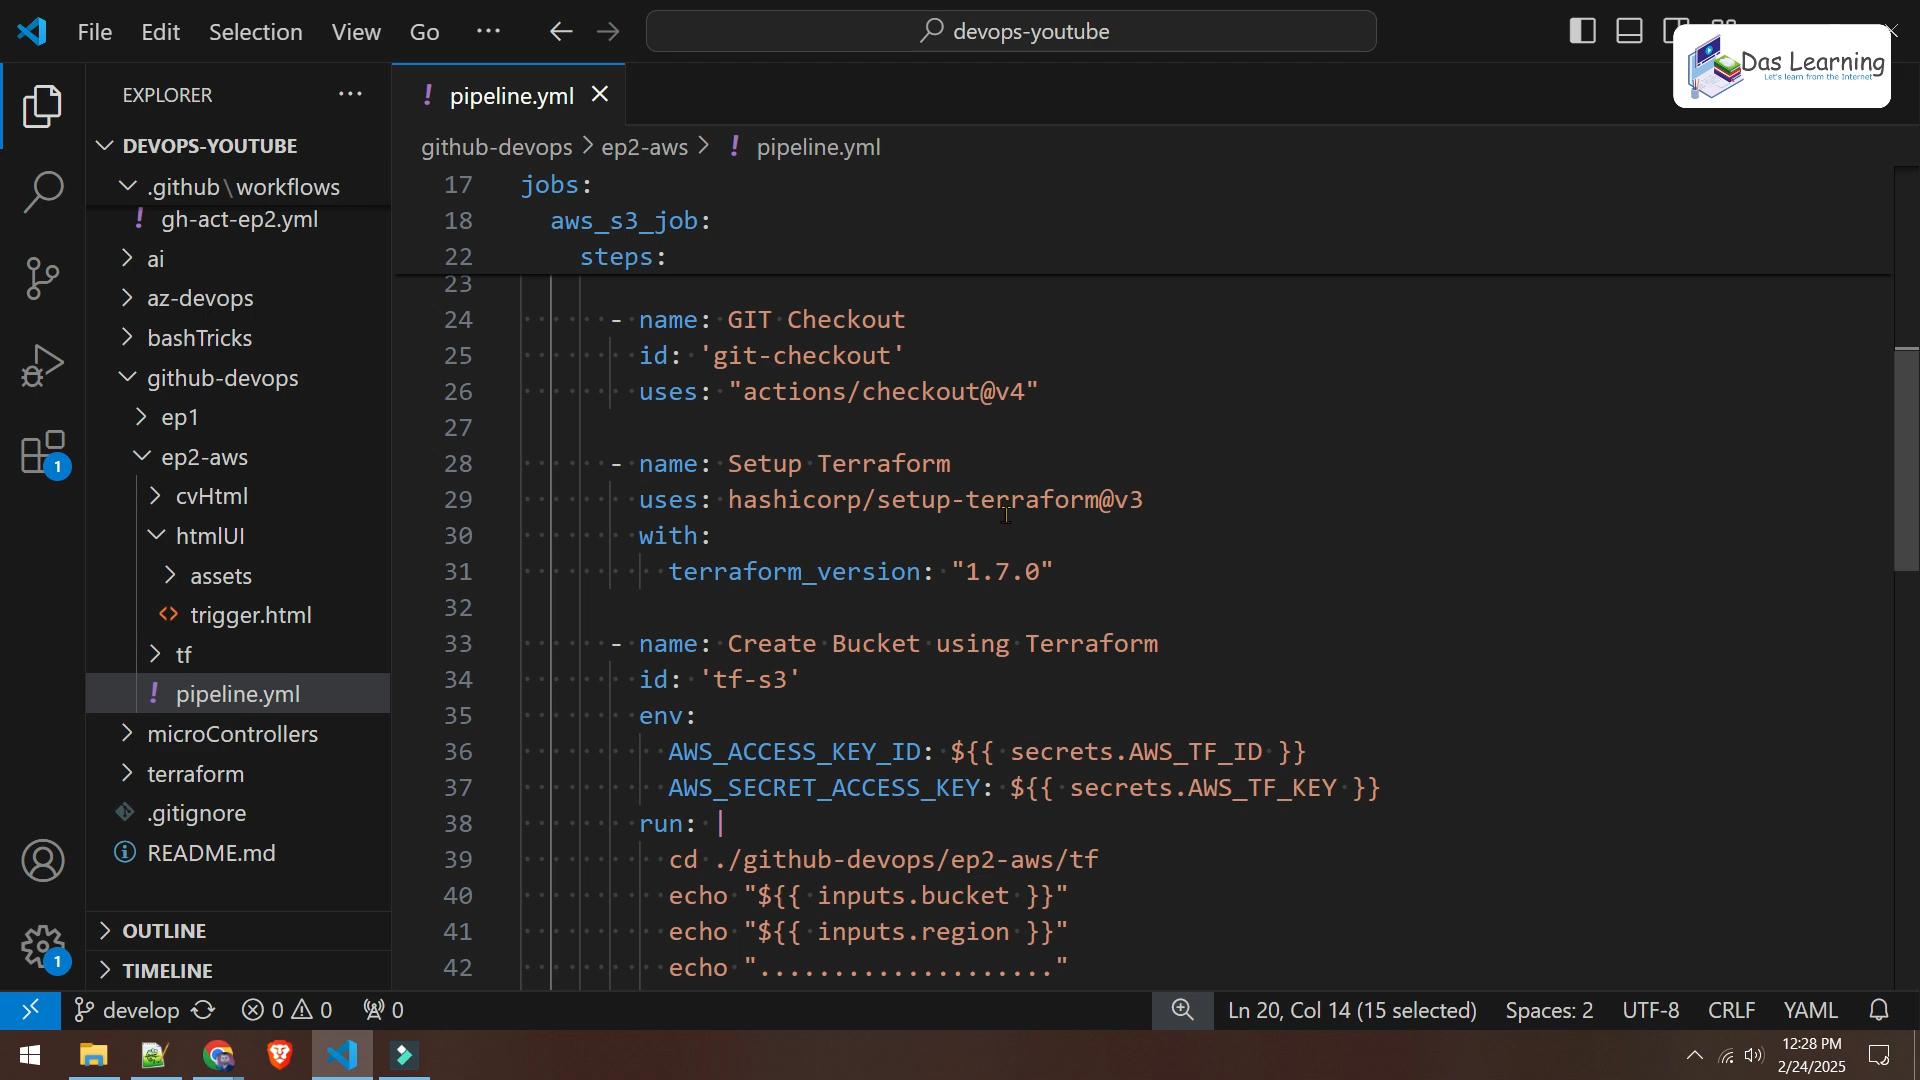 File Edit Selection View Go ··· devops-youtube
Das Learning
Let's learn from the Internet
EXPLORER ···
! pipeline.yml
DEVOPS-YOUTUBE
github-devops > ep2-aws > ! pipeline.yml
.github\workflows
! gh-act-ep2.yml
ai
az-devops
bashTricks
github-devops
ep1
ep2-aws
cvHtml
htmlUI
assets
<> trigger.html
tf
! pipeline.yml
microControllers
terraform
.gitignore
README.md
OUTLINE
TIMELINE
1
1
17 jobs:
18 aws_s3_job:
22 steps:
23
24 - name: GIT Checkout
25 id: 'git-checkout'
26 uses: "actions/checkout@v4"
27
28 - name: Setup Terraform
29 uses: hashicorp/setup-terraform@v3
30 with:
31 terraform_version: "1.7.0"
32
33 - name: Create Bucket using Terraform
34 id: 'tf-s3'
35 env:
36 AWS_ACCESS_KEY_ID: ${{ secrets.AWS_TF_ID }}
37 AWS_SECRET_ACCESS_KEY: ${{ secrets.AWS_TF_KEY }}
38 run: |
39 cd ./github-devops/ep2-aws/tf
40 echo "${{ inputs.bucket }}"
41 echo "${{ inputs.region }}"
42 echo "...................."
develop 0 0 0 Ln 20, Col 14 (15 selected) Spaces: 2 UTF-8 CRLF YAML
12:28 PM
2/24/2025